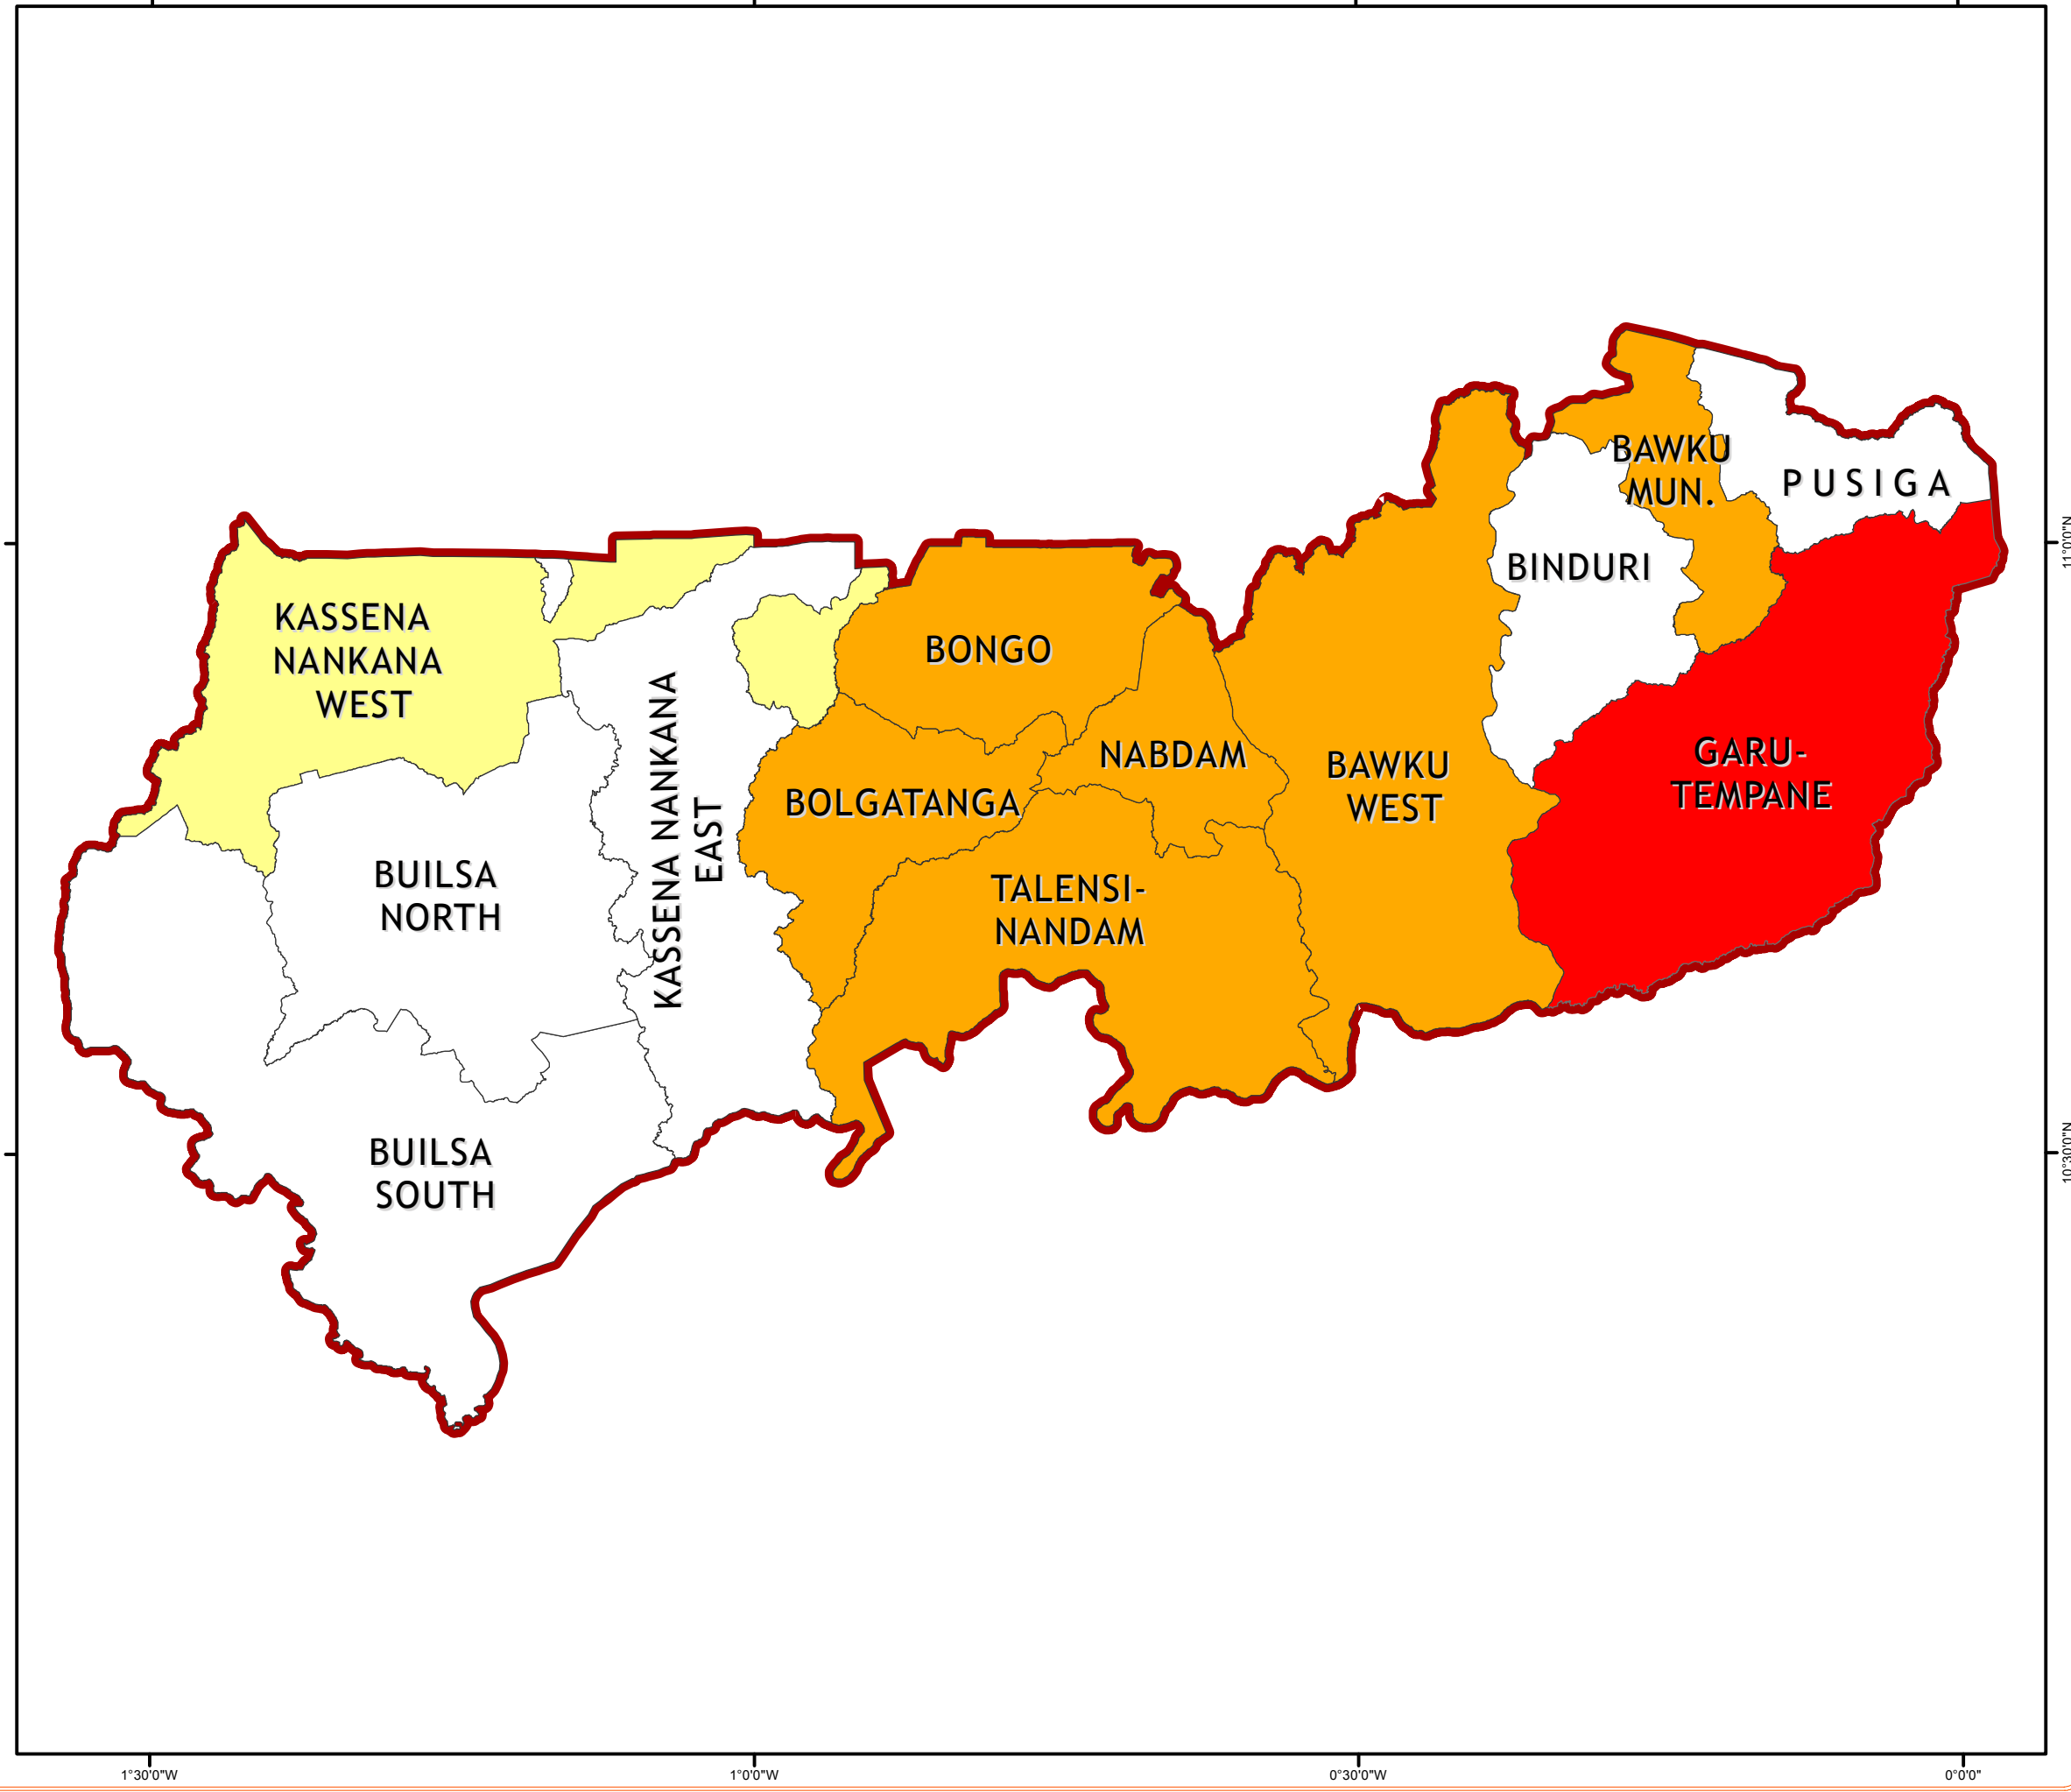 BAWKU
MUN.
PUSIGA
11°0'0"N
BINDURI
KASSENA
NANKANA
WEST
BONGO
KASSENA NANKANA
EAST
NABDAM
BAWKU
WEST
GARU-
TEMPANE
BOLGATANGA
BUILSA
NORTH
TALENSI-
NANDAM
BUILSA
SOUTH
10°30'0"N
1°30'0"W
1°0'0"W
0°30'0"W
0°0'0"